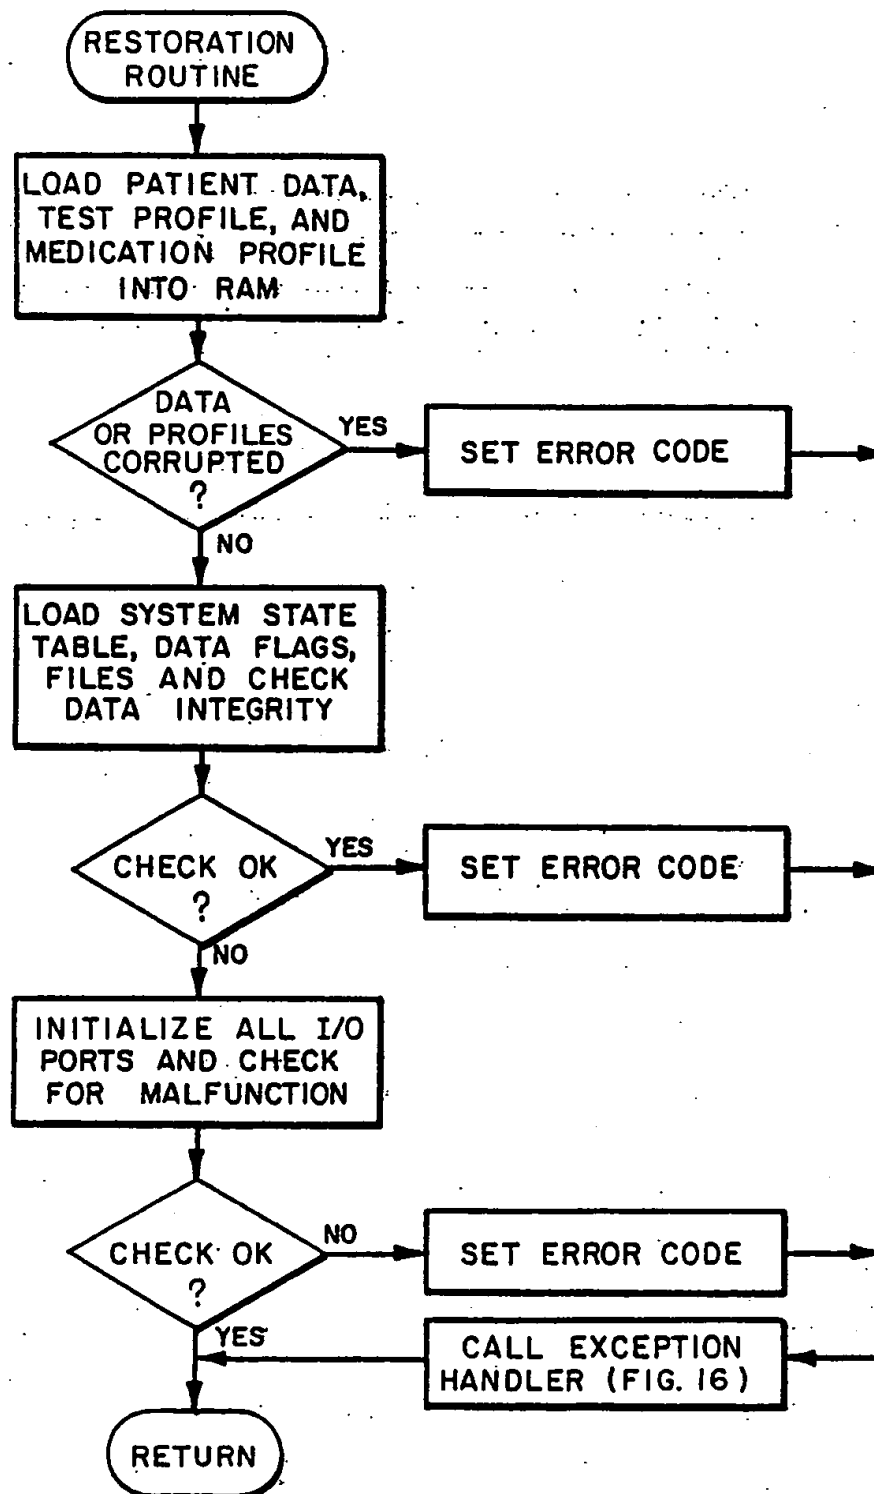 RESTORATION
ROUTINE
LOAD PATIENT DATA,
TEST PROFILE, AND
MEDICATION PROFILE
INTO RAM
DATA
OR PROFILES
CORRUPTED
?
YES
SET ERROR CODE
NO
LOAD SYSTEM STATE
TABLE, DATA FLAGS,
FILES AND CHECK
DATA INTEGRITY
CHECK OK
?
YES
SET ERROR CODE
NO
INITIALIZE ALL I/O
PORTS AND CHECK
FOR MALFUNCTION
CHECK OK
?
NO
SET ERROR CODE
YES
CALL EXCEPTION
HANDLER (FIG. 16)
RETURN